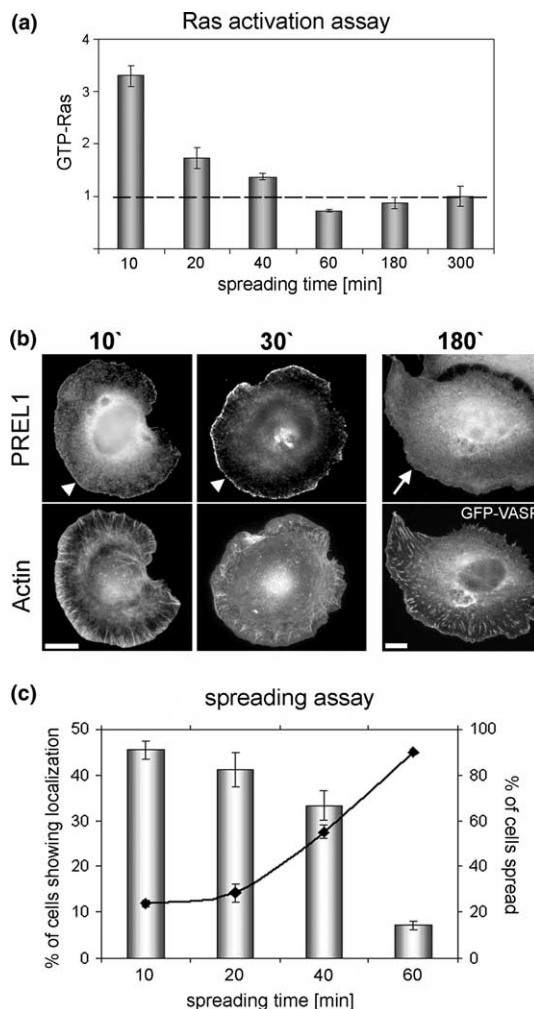 (a) Ras activation assay
GTP-Ras
4
3
2
1
10 20 40 60 180 300
spreading time [min]
(b) 10` 30` 180`
PREL1
GFP-VASP
Actin
(c) spreading assay
% of cells showing localization
50
40
30
20
10
0
100
80
60
40
20
0
% of cells spread
10 20 40 60
spreading time [min]